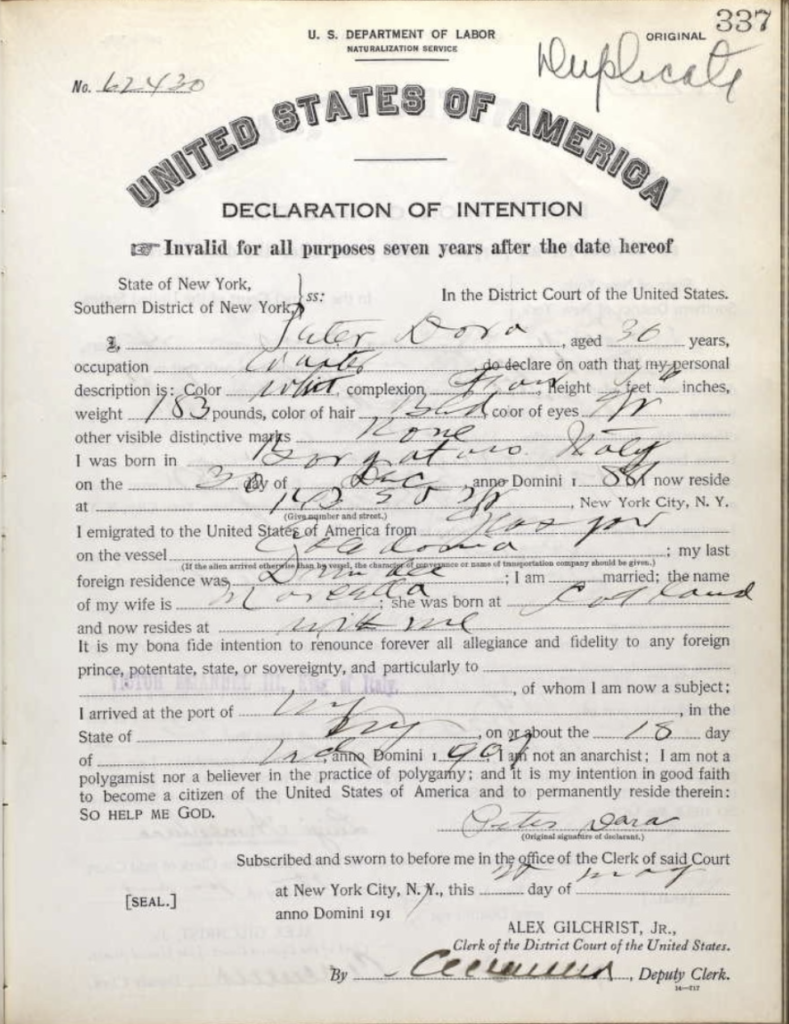 337
U. S. DEPARTMENT OF LABOR
NATURALIZATION SERVICE
ORIGINAL
Duplicate
No. 62430
UNITED STATES OF AMERICA
DECLARATION OF INTENTION
☞ Invalid for all purposes seven years after the date hereof
State of New York,
Southern District of New York, ss: In the District Court of the United States.
I, Peter Dora, aged 30 years,
occupation Waiter, do declare on oath that my personal
description is: Color White, complexion height feet inches,
weight 183 pounds, color of hair color of eyes
other visible distinctive marks None
I was born in Italy
on the 30 day of Dec, anno Domini 1 881 now reside
at, New York City, N. Y.
(Give number and street.)
I emigrated to the United States of America from Glasgow
on the vessel Caledonia; my last
(If the alien arrived otherwise than by vessel, the character of conveyance or name of transportation company should be given.)
foreign residence was; I am married; the name
of my wife is; she was born at Scotland
and now resides at with me
It is my bona fide intention to renounce forever all allegiance and fidelity to any foreign
prince, potentate, state, or sovereignty, and particularly to
of Italy, of whom I am now a subject;
I arrived at the port of NY, in the
State of NY, on or about the 18 day
of, anno Domini 1 907; I am not an anarchist; I am not a
polygamist nor a believer in the practice of polygamy; and it is my intention in good faith
to become a citizen of the United States of America and to permanently reside therein:
SO HELP ME GOD.
Peter Dora
(Original signature of declarant.)
Subscribed and sworn to before me in the office of the Clerk of said Court
at New York City, N. Y., this 20 day of May
anno Domini 191
[SEAL.]
ALEX GILCHRIST, JR.,
Clerk of the District Court of the United States.
By, Deputy Clerk.
14—717